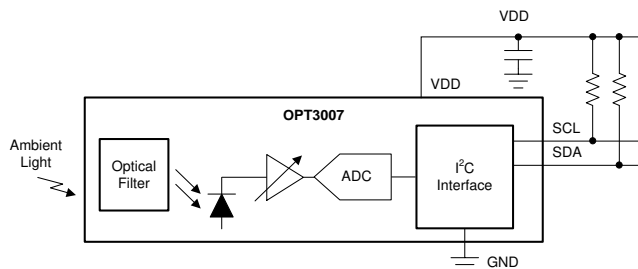 VDD
VDD
OPT3007
Ambient
Light
Optical
Filter
ADC
I²C
Interface
SCL
SDA
GND